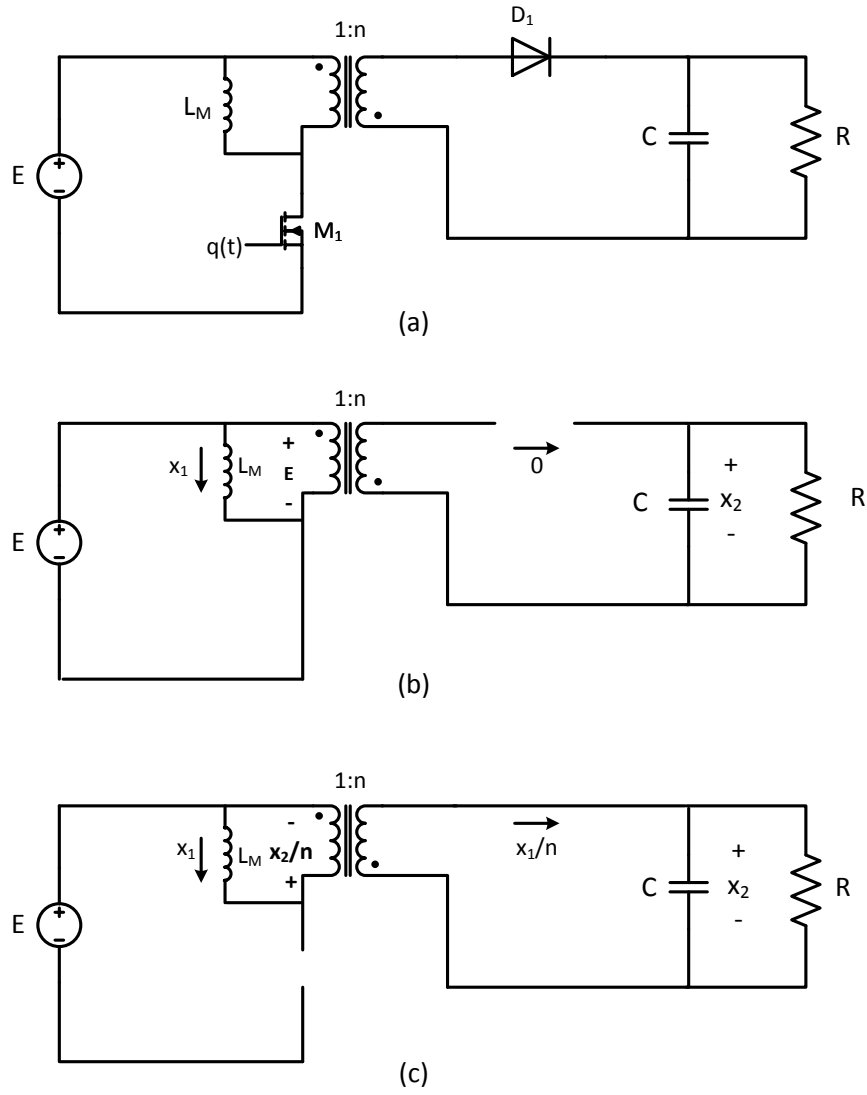 1:n
D1
LM
E
+
−
C
R
M1
q(t)
(a)
1:n
x1
LM
+
E
-
0
E
+
−
C
+
x2
-
R
(b)
1:n
x1
LM
-
x2/n
+
x1/n
E
+
−
C
+
x2
-
R
(c)